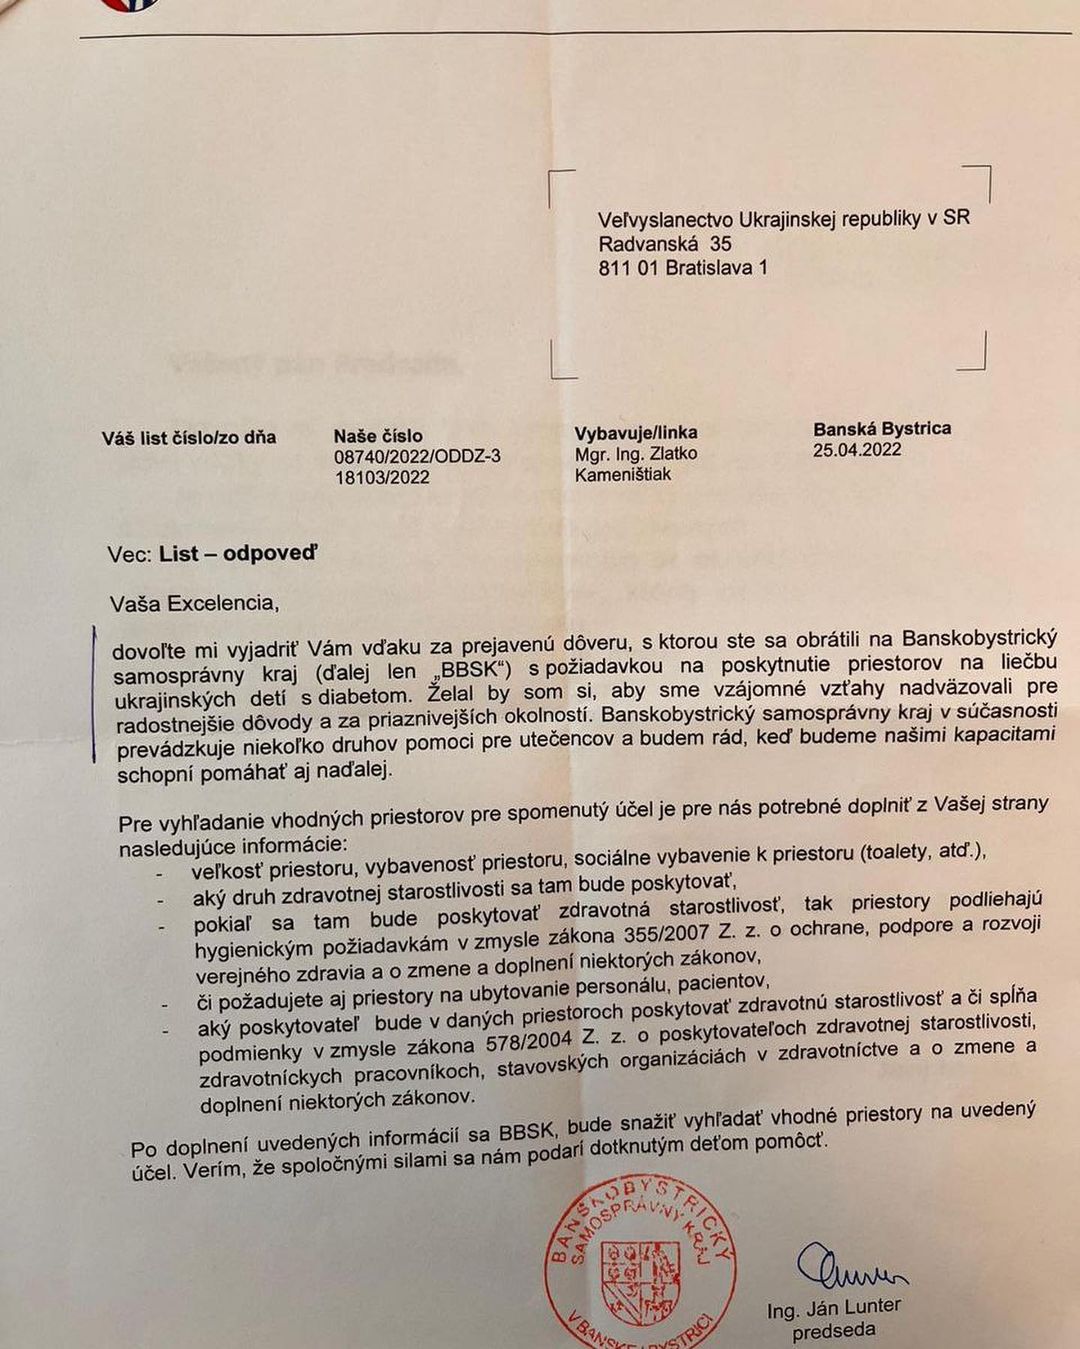 Veľvyslanectvo Ukrajinskej republiky v SR
Radvanská 35
811 01 Bratislava 1
Váš list číslo/zo dňa
Naše číslo
08740/2022/ODDZ-3
18103/2022
Vybavuje/linka
Mgr. Ing. Zlatko
Kameništiak
Banská Bystrica
25.04.2022
Vec: List – odpoveď
Vaša Excelencia,
dovoľte mi vyjadriť Vám vďaku za prejavenú dôveru, s ktorou ste sa obrátili na Banskobystrický
samosprávny kraj (ďalej len „BBSK“) s požiadavkou na poskytnutie priestorov na liečbu
ukrajinských detí s diabetom. Želal by som si, aby sme vzájomné vzťahy nadväzovali pre
radostnejšie dôvody a za priaznivejších okolností. Banskobystrický samosprávny kraj v súčasnosti
prevádzkuje niekoľko druhov pomoci pre utečencov a budem rád, keď budeme našimi kapacitami
schopní pomáhať aj naďalej.
Pre vyhľadanie vhodných priestorov pre spomenutý účel je pre nás potrebné doplniť z Vašej strany
nasledujúce informácie:
- veľkosť priestoru, vybavenosť priestoru, sociálne vybavenie k priestoru (toalety, atď.),
- aký druh zdravotnej starostlivosti sa tam bude poskytovať,
- pokiaľ sa tam bude poskytovať zdravotná starostlivosť, tak priestory podliehajú
hygienickým požiadavkám v zmysle zákona 355/2007 Z. z. o ochrane, podpore a rozvoji
verejného zdravia a o zmene a doplnení niektorých zákonov,
- či požadujete aj priestory na ubytovanie personálu, pacientov,
- aký poskytovateľ bude v daných priestoroch poskytovať zdravotnú starostlivosť a či spĺňa
podmienky v zmysle zákona 578/2004 Z. z. o poskytovateľoch zdravotnej starostlivosti,
zdravotníckych pracovníkoch, stavovských organizáciách v zdravotníctve a o zmene a
doplnení niektorých zákonov.
Po doplnení uvedených informácií sa BBSK, bude snažiť vyhľadať vhodné priestory na uvedený
účel. Verím, že spoločnými silami sa nám podarí dotknutým deťom pomôcť.
BANSKOBYSTRICKÝ
SAMOSPRÁVNY KRAJ
V BANSKEJ BYSTRICI
Ing. Ján Lunter
predseda